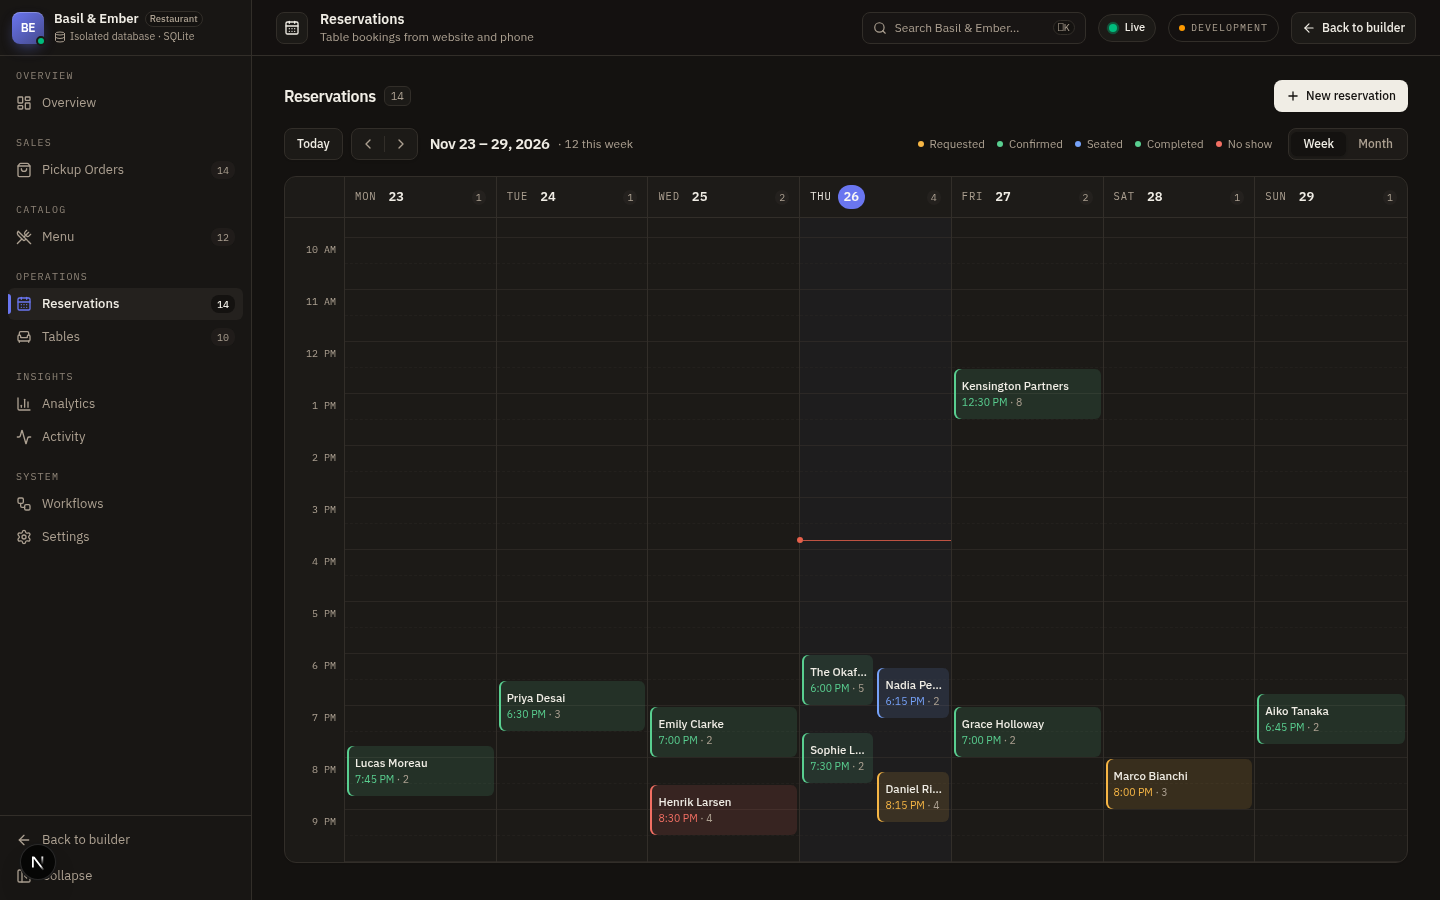 BE
Basil & Ember Restaurant
Isolated database · SQLite
OVERVIEW
Overview
SALES
Pickup Orders 14
CATALOG
Menu 12
OPERATIONS
Reservations 14
Tables 10
INSIGHTS
Analytics
Activity
SYSTEM
Workflows
Settings
Back to builder
N
ollapse
Reservations
Table bookings from website and phone
Search Basil & Ember...
K
Live
DEVELOPMENT
Back to builder
Reservations 14
New reservation
Today
Nov 23 – 29, 2026 · 12 this week
Requested
Confirmed
Seated
Completed
No show
Week
Month
MON 23 1
TUE 24 1
WED 25 2
THU 26 4
FRI 27 2
SAT 28 1
SUN 29 1
10 AM
11 AM
12 PM
1 PM
2 PM
3 PM
4 PM
5 PM
6 PM
7 PM
8 PM
9 PM
Lucas Moreau
7:45 PM · 2
Priya Desai
6:30 PM · 3
Emily Clarke
7:00 PM · 2
Henrik Larsen
8:30 PM · 4
The Okaf...
6:00 PM · 5
Nadia Pe...
6:15 PM · 2
Sophie L...
7:30 PM · 2
Daniel Ri...
8:15 PM · 4
Kensington Partners
12:30 PM · 8
Grace Holloway
7:00 PM · 2
Marco Bianchi
8:00 PM · 3
Aiko Tanaka
6:45 PM · 2